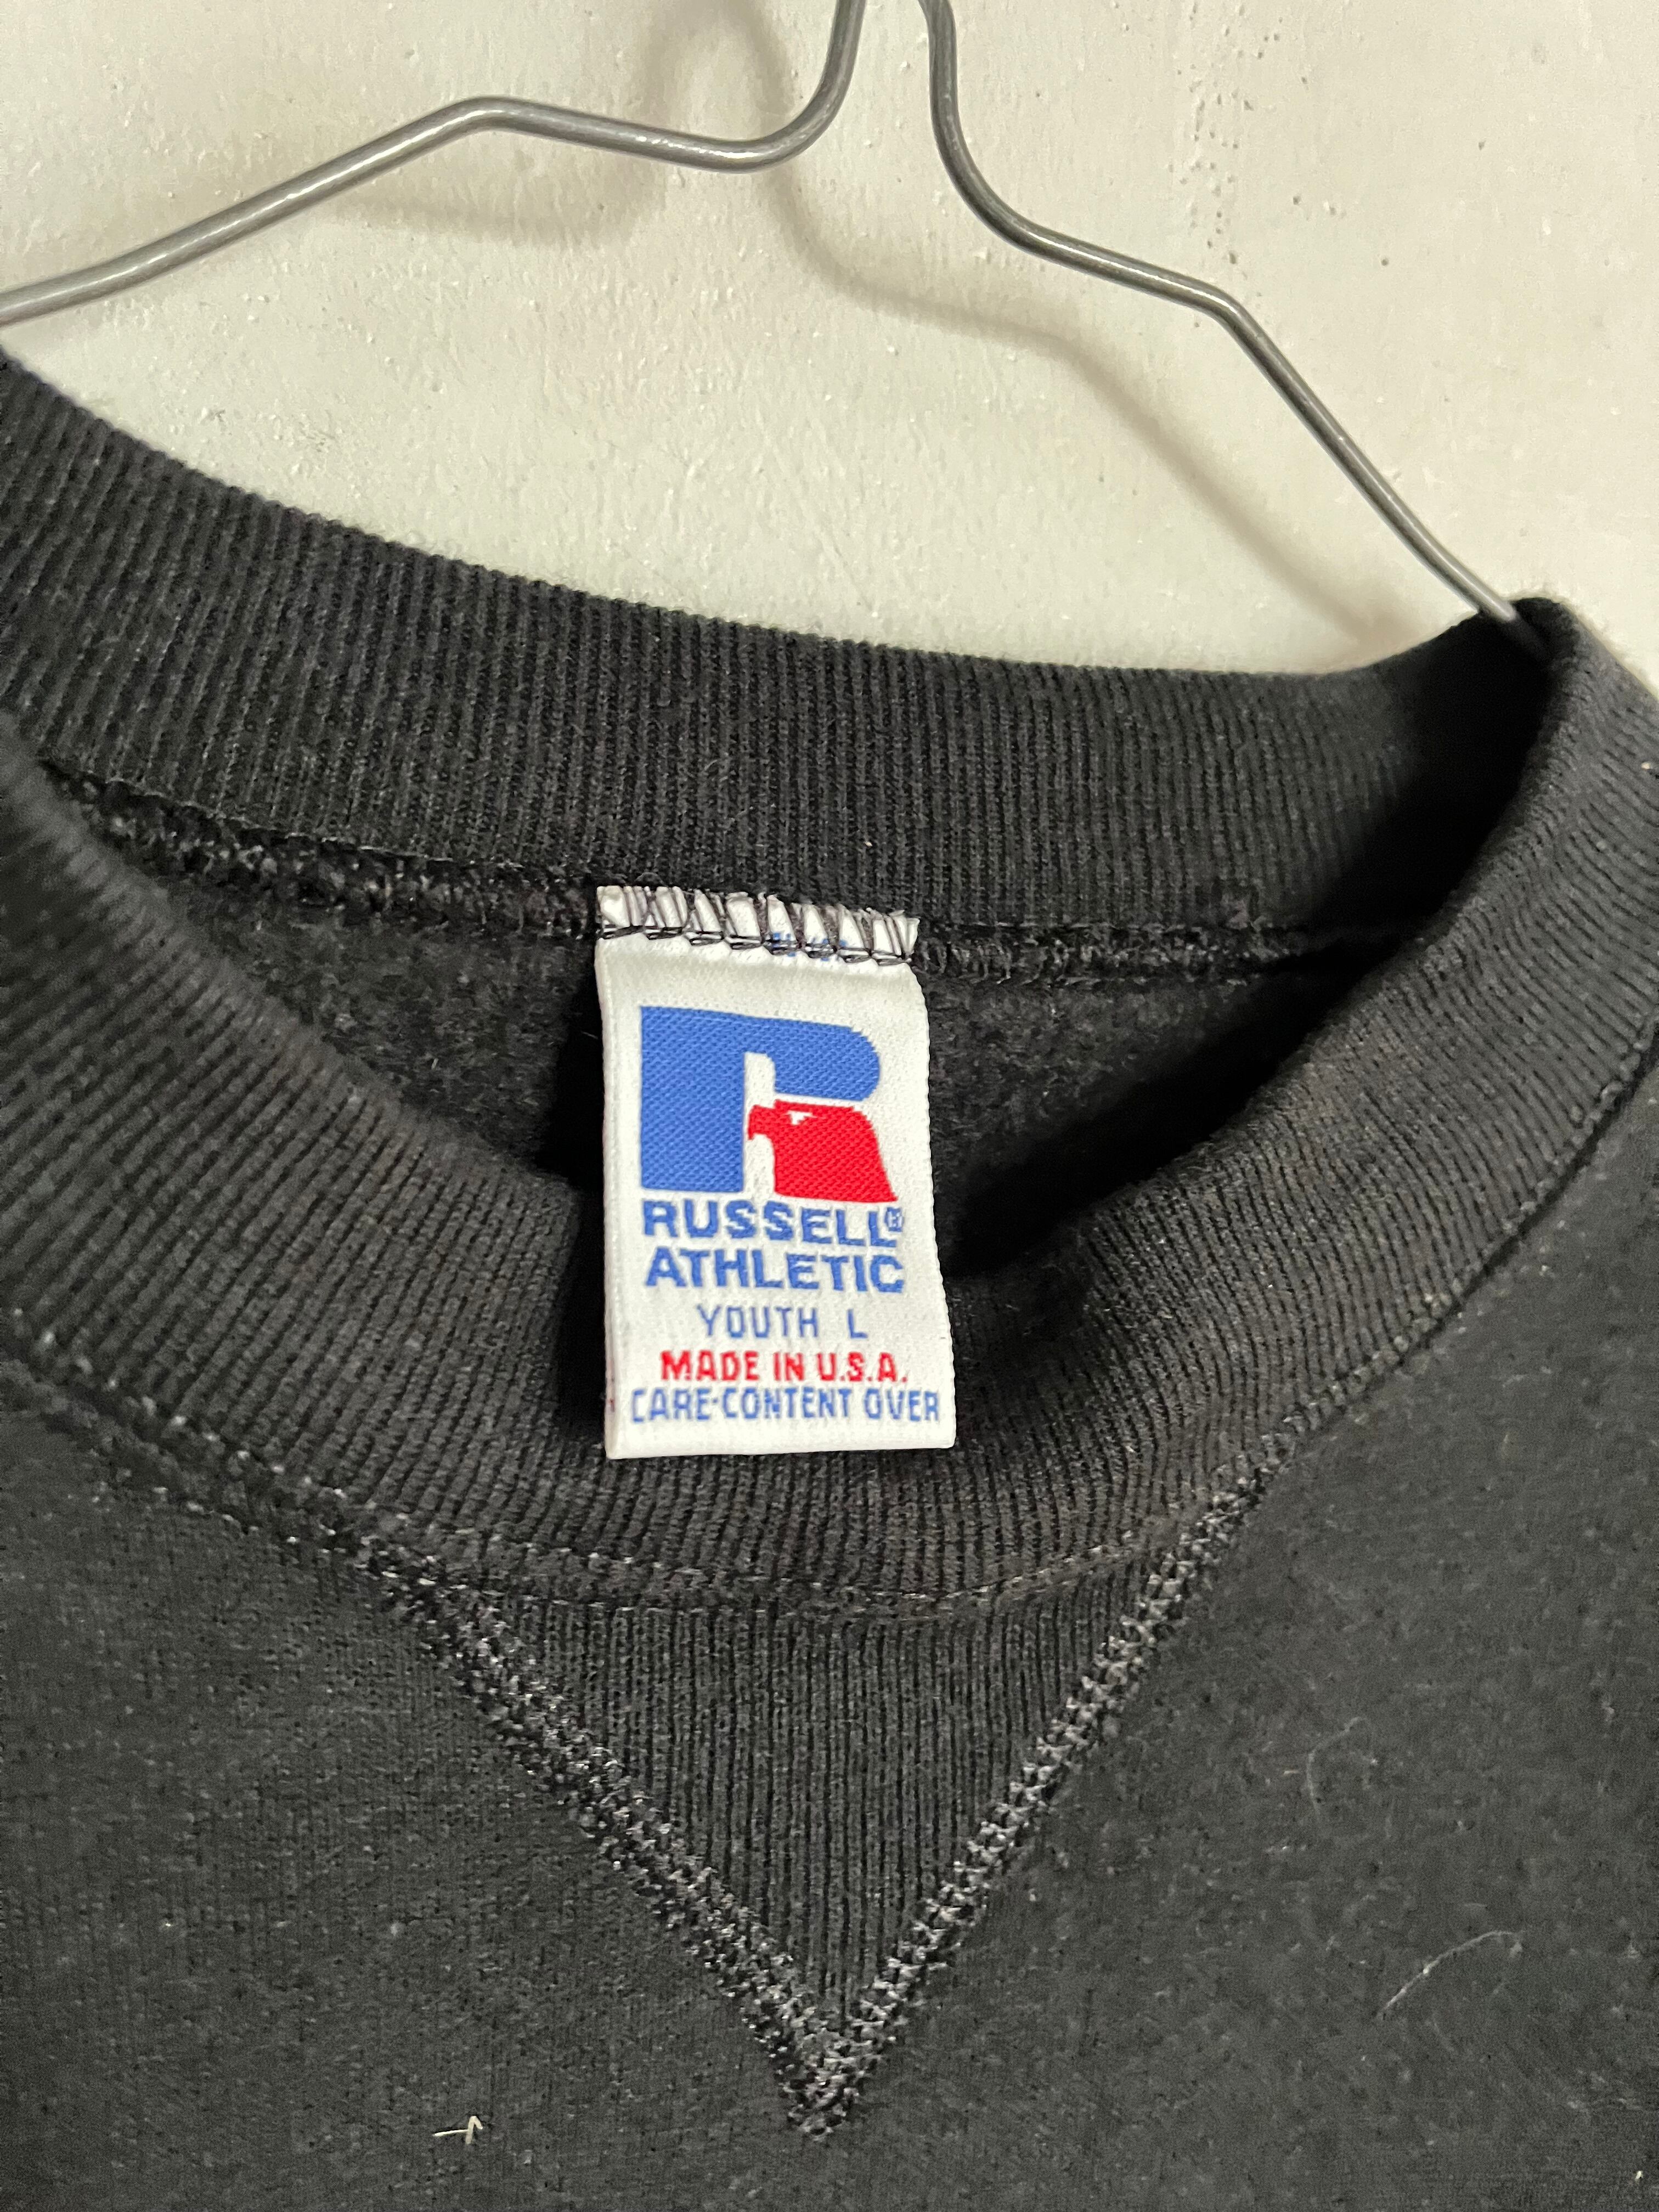 R
RUSSELL®
ATHLETIC
YOUTH L
MADE IN U.S.A.
CARE-CONTENT OVER